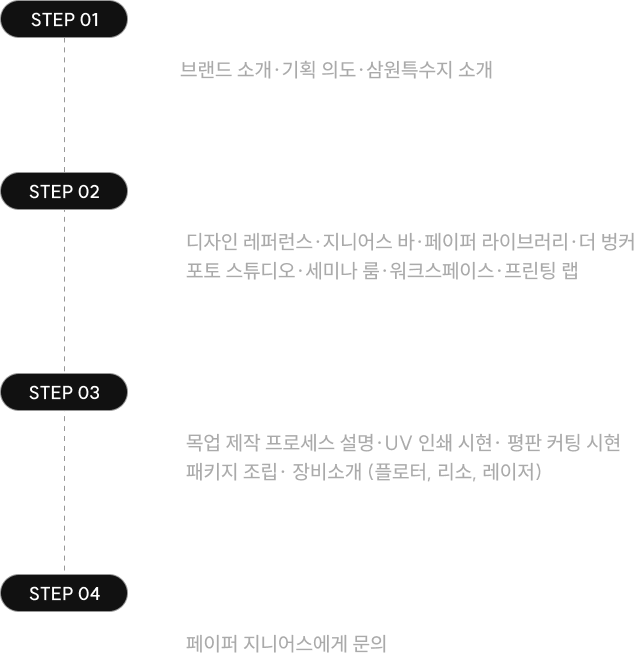 STEP 01
브랜드 소개·기획 의도·삼원특수지 소개
STEP 02
디자인 레퍼런스·지니어스 바·페이퍼 라이브러리·더 벙커
포토 스튜디오·세미나 룸·워크스페이스·프린팅 랩
STEP 03
목업 제작 프로세스 설명·UV 인쇄 시현· 평판 커팅 시현
패키지 조립· 장비소개 (플로터, 리소, 레이저)
STEP 04
페이퍼 지니어스에게 문의